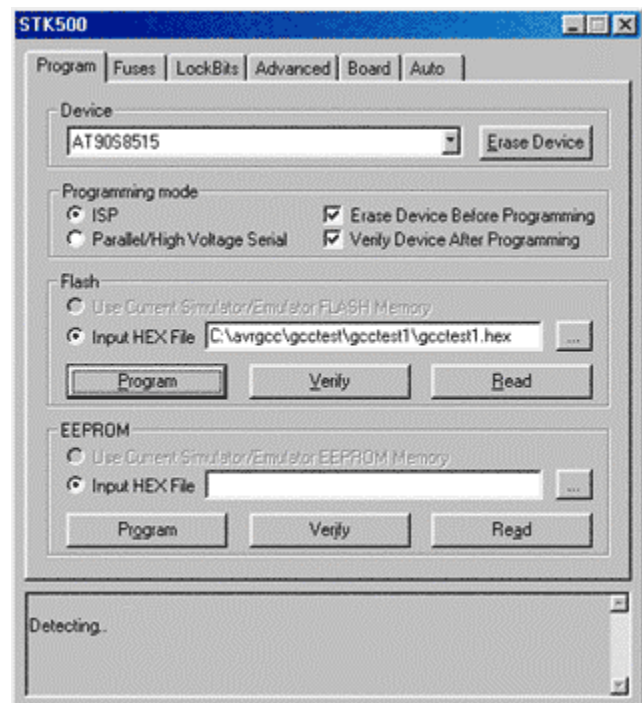 STK500
Program Fuses LockBits Advanced Board Auto
Device
AT90S8515 Erase Device
Programming mode
ISP Erase Device Before Programming
Parallel/High Voltage Serial Verify Device After Programming
Flash
Use Current Simulator/Emulator FLASH Memory
Input HEX File C:\avrgcc\gcctest\gcctest1\gcctest1.hex ...
Program Verify Read
EEPROM
Use Current Simulator/Emulator EEPROM Memory
Input HEX File ...
Program Verify Read
Detecting..